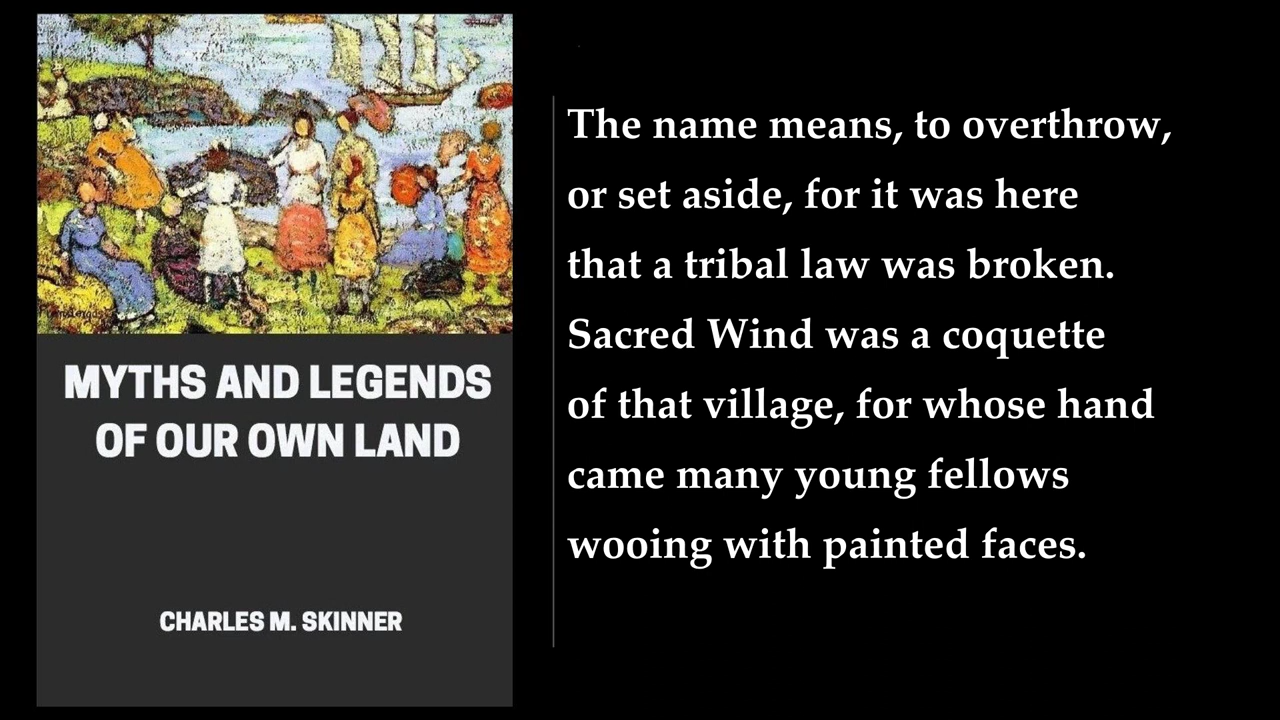 MYTHS AND LEGENDS
OF OUR OWN LAND
CHARLES M. SKINNER
The name means, to overthrow,
or set aside, for it was here
that a tribal law was broken.
Sacred Wind was a coquette
of that village, for whose hand
came many young fellows
wooing with painted faces.